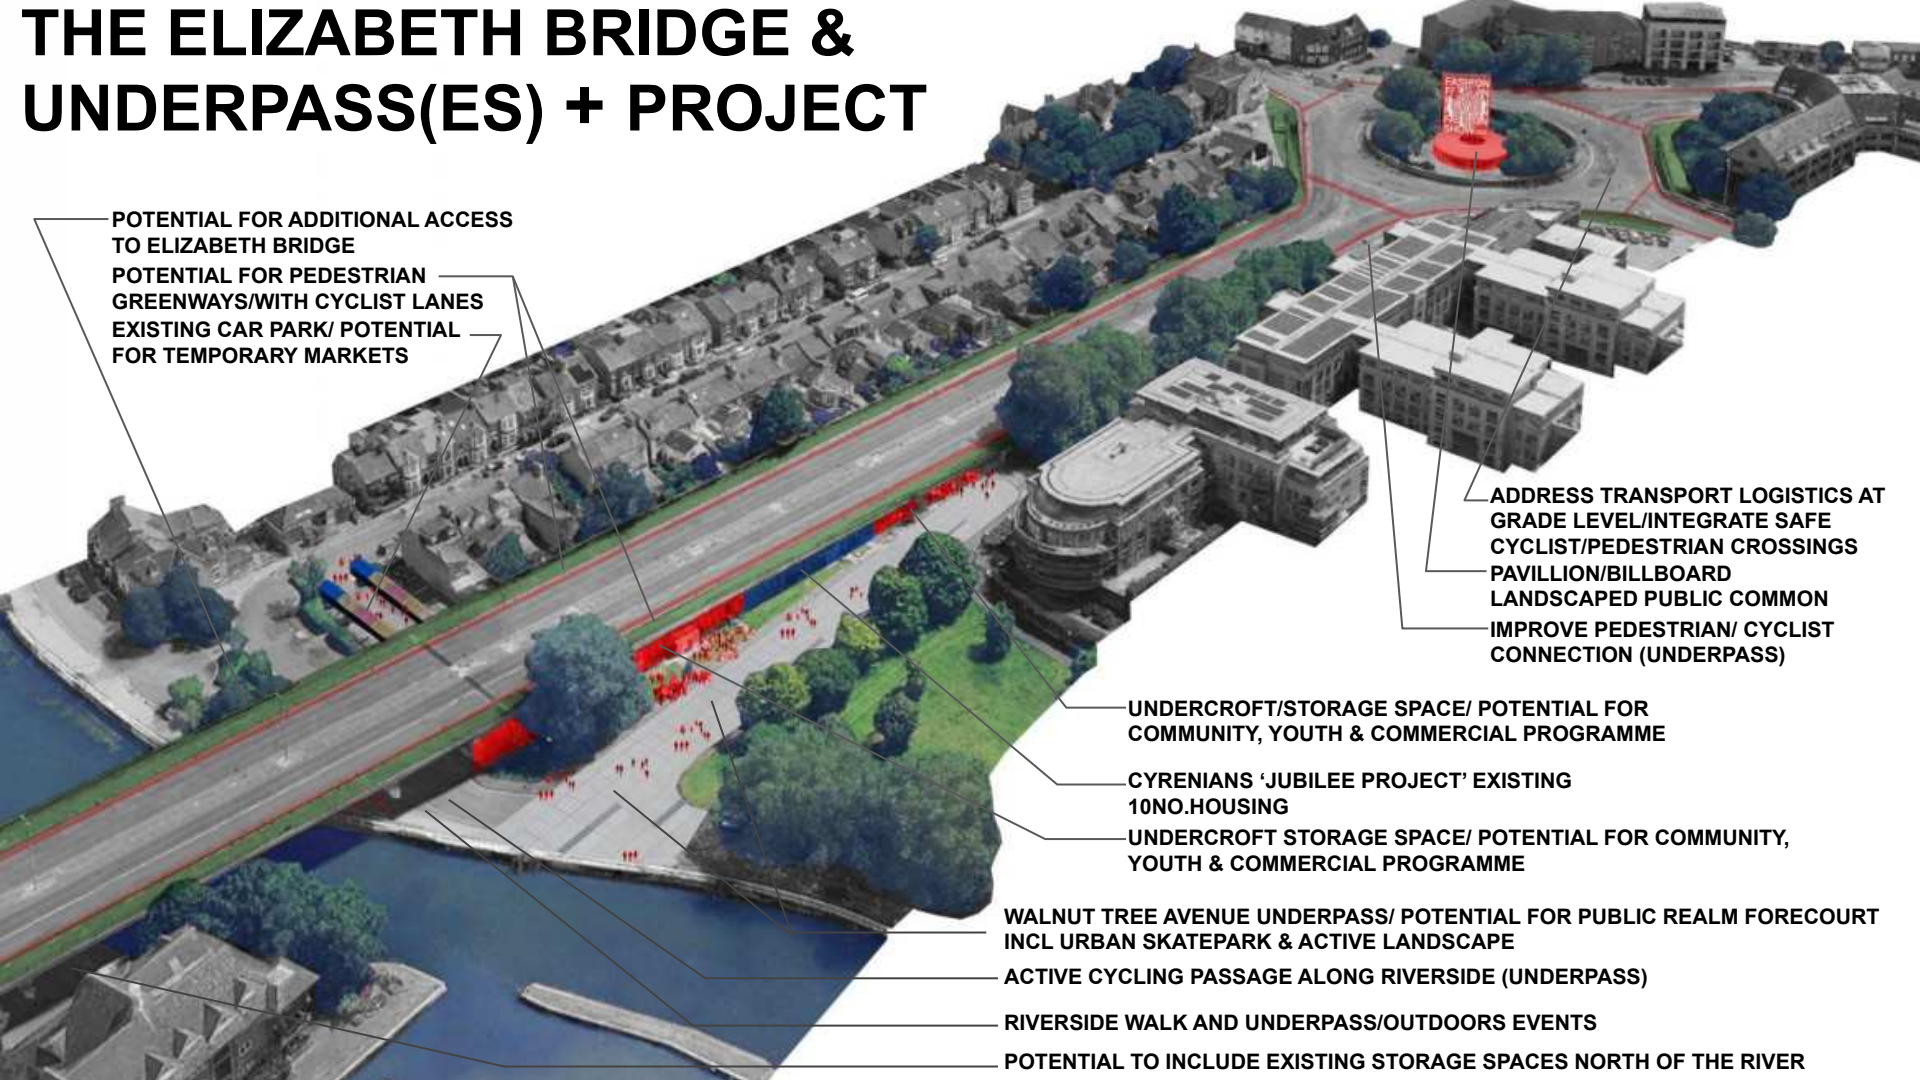 THE ELIZABETH BRIDGE &
UNDERPASS(ES) + PROJECT
POTENTIAL FOR ADDITIONAL ACCESS
TO ELIZABETH BRIDGE
POTENTIAL FOR PEDESTRIAN
GREENWAYS/WITH CYCLIST LANES
EXISTING CAR PARK/ POTENTIAL
FOR TEMPORARY MARKETS
FASHION
ADDRESS TRANSPORT LOGISTICS AT
GRADE LEVEL/INTEGRATE SAFE
CYCLIST/PEDESTRIAN CROSSINGS
PAVILLION/BILLBOARD
LANDSCAPED PUBLIC COMMON
IMPROVE PEDESTRIAN/ CYCLIST
CONNECTION (UNDERPASS)
UNDERCROFT/STORAGE SPACE/ POTENTIAL FOR
COMMUNITY, YOUTH & COMMERCIAL PROGRAMME
CYRENIANS ‘JUBILEE PROJECT’ EXISTING
10NO.HOUSING
UNDERCROFT STORAGE SPACE/ POTENTIAL FOR COMMUNITY,
YOUTH & COMMERCIAL PROGRAMME
WALNUT TREE AVENUE UNDERPASS/ POTENTIAL FOR PUBLIC REALM FORECOURT
INCL URBAN SKATEPARK & ACTIVE LANDSCAPE
ACTIVE CYCLING PASSAGE ALONG RIVERSIDE (UNDERPASS)
RIVERSIDE WALK AND UNDERPASS/OUTDOORS EVENTS
POTENTIAL TO INCLUDE EXISTING STORAGE SPACES NORTH OF THE RIVER